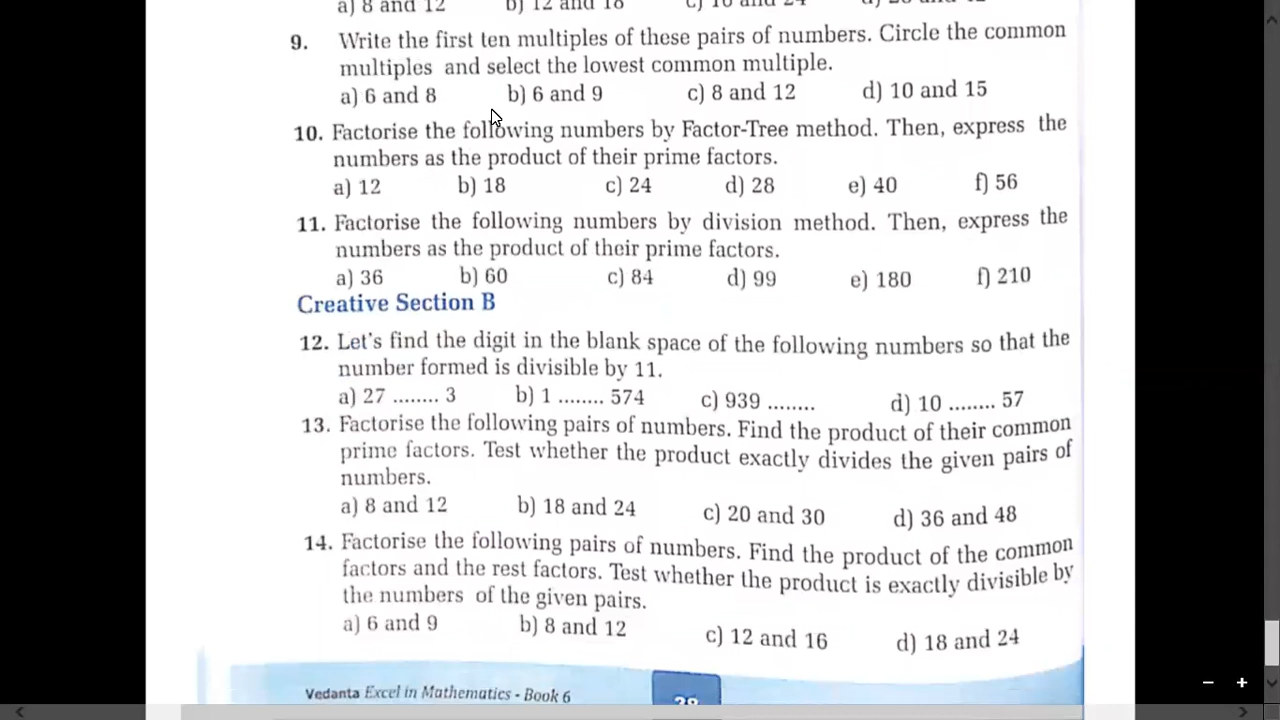 a) 8 and 12 b) 12 and 18
9. Write the first ten multiples of these pairs of numbers. Circle the common
multiples and select the lowest common multiple.
a) 6 and 8 b) 6 and 9 c) 8 and 12 d) 10 and 15
10. Factorise the following numbers by Factor-Tree method. Then, express the
numbers as the product of their prime factors.
a) 12 b) 18 c) 24 d) 28 e) 40 f) 56
11. Factorise the following numbers by division method. Then, express the
numbers as the product of their prime factors.
a) 36 b) 60 c) 84 d) 99 e) 180 f) 210
Creative Section B
12. Let's find the digit in the blank space of the following numbers so that the
number formed is divisible by 11.
a) 27 ........ 3 b) 1 ........ 574 c) 939 ........ d) 10 ........ 57
13. Factorise the following pairs of numbers. Find the product of their common
prime factors. Test whether the product exactly divides the given pairs of
numbers.
a) 8 and 12 b) 18 and 24 c) 20 and 30 d) 36 and 48
14. Factorise the following pairs of numbers. Find the product of the common
factors and the rest factors. Test whether the product is exactly divisible by
the numbers of the given pairs.
a) 6 and 9 b) 8 and 12 c) 12 and 16 d) 18 and 24
Vedanta Excel in Mathematics - Book 6